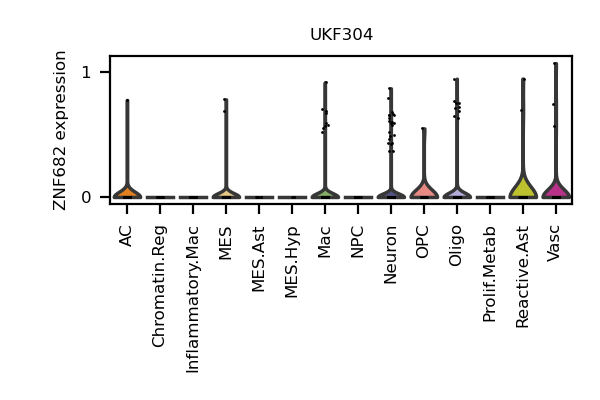 UKF304
ZNF682 expression
1
0
AC
Chromatin.Reg
Inflammatory.Mac
MES
MES.Ast
MES.Hyp
Mac
NPC
Neuron
OPC
Oligo
Prolif.Metab
Reactive.Ast
Vasc